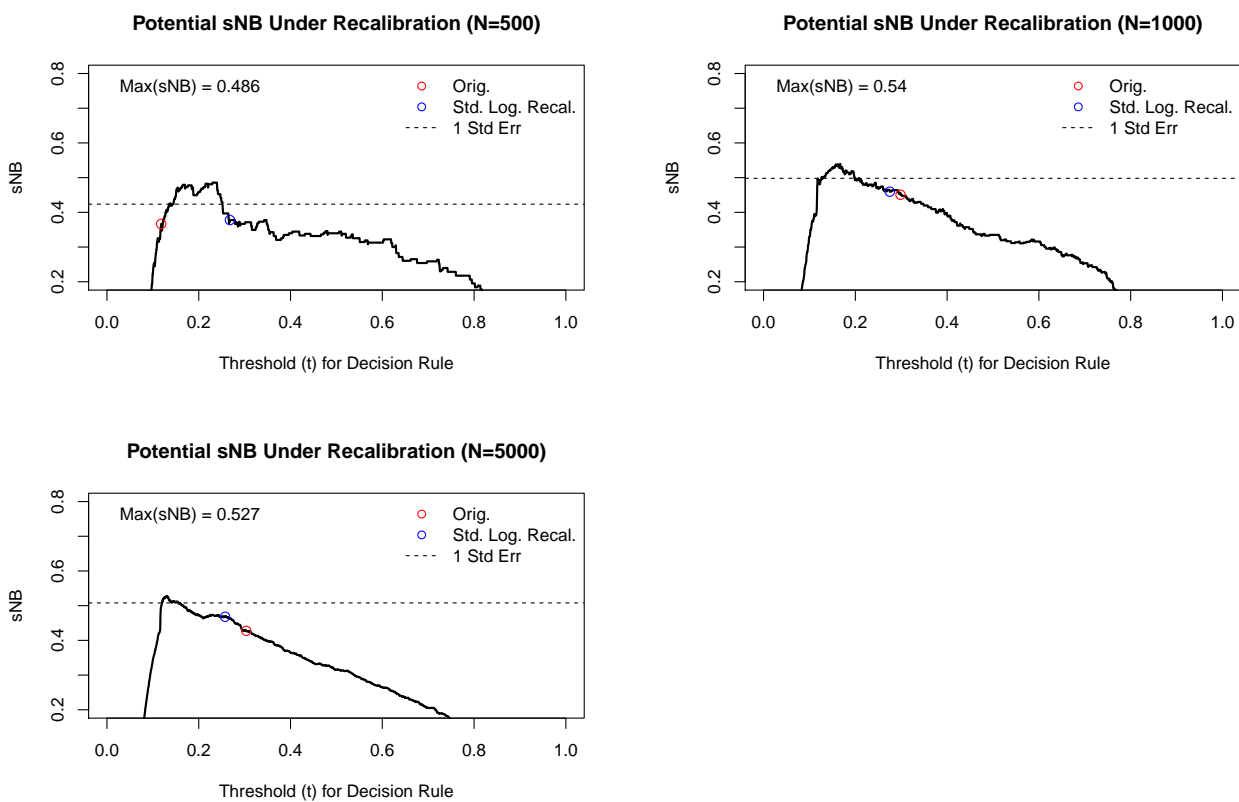 Potential sNB Under Recalibration (N=500)
Max(sNB) = 0.486
Orig.
Std. Log. Recal.
1 Std Err
sNB
0.2 0.4 0.6 0.8
0.0 0.2 0.4 0.6 0.8 1.0
Threshold (t) for Decision Rule
Potential sNB Under Recalibration (N=1000)
Max(sNB) = 0.54
Orig.
Std. Log. Recal.
1 Std Err
sNB
0.2 0.4 0.6 0.8
0.0 0.2 0.4 0.6 0.8 1.0
Threshold (t) for Decision Rule
Potential sNB Under Recalibration (N=5000)
Max(sNB) = 0.527
Orig.
Std. Log. Recal.
1 Std Err
sNB
0.2 0.4 0.6 0.8
0.0 0.2 0.4 0.6 0.8 1.0
Threshold (t) for Decision Rule